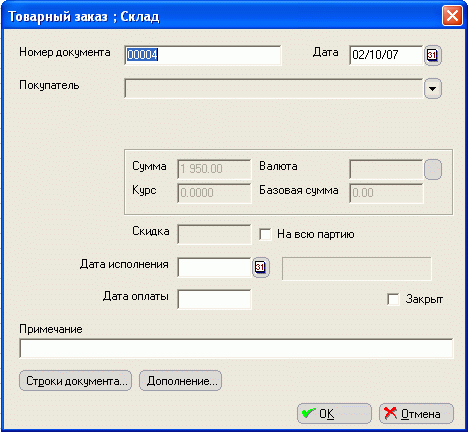 Товарный заказ ; Склад
Номер документа 00004 Дата 02/10/07 31
Покупатель
Сумма 1 950.00 Валюта
Курс 0.0000 Базовая сумма 0.00
Скидка На всю партию
Дата исполнения 31
Дата оплаты Закрыт
Примечание
Строки документа... Дополнение...
OK Отмена